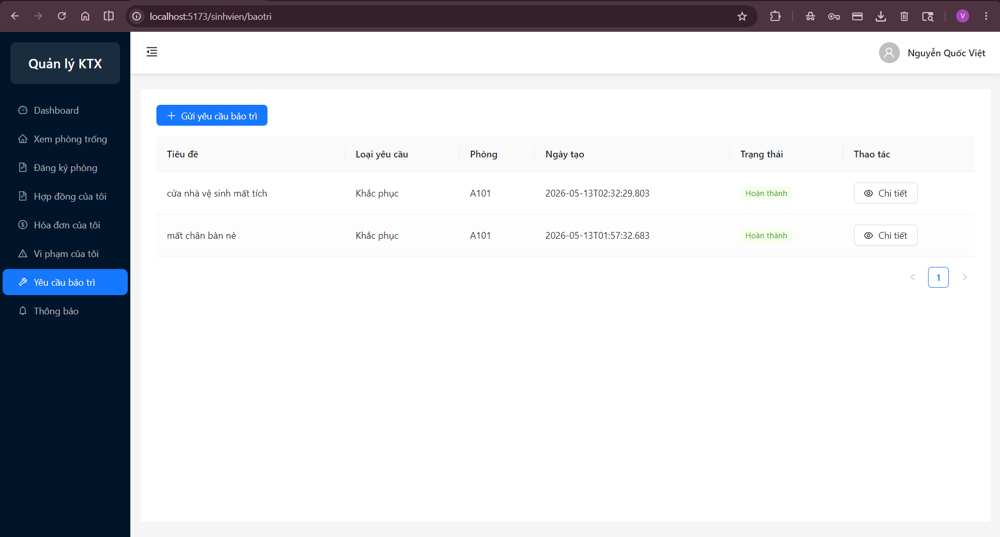 localhost:5173/sinhvien/baotri
V
Quản lý KTX
Nguyễn Quốc Việt
Dashboard
Xem phòng trống
Đăng ký phòng
Hợp đồng của tôi
Hóa đơn của tôi
Vi phạm của tôi
Yêu cầu bảo trì
Thông báo
Gửi yêu cầu bảo trì
Tiêu đề Loại yêu cầu Phòng Ngày tạo Trạng thái Thao tác
cửa nhà vệ sinh mất tích Khắc phục A101 2026-05-13T02:32:29.803 Hoàn thành Chi tiết
mất chân bàn nè Khắc phục A101 2026-05-13T01:57:32.683 Hoàn thành Chi tiết
1